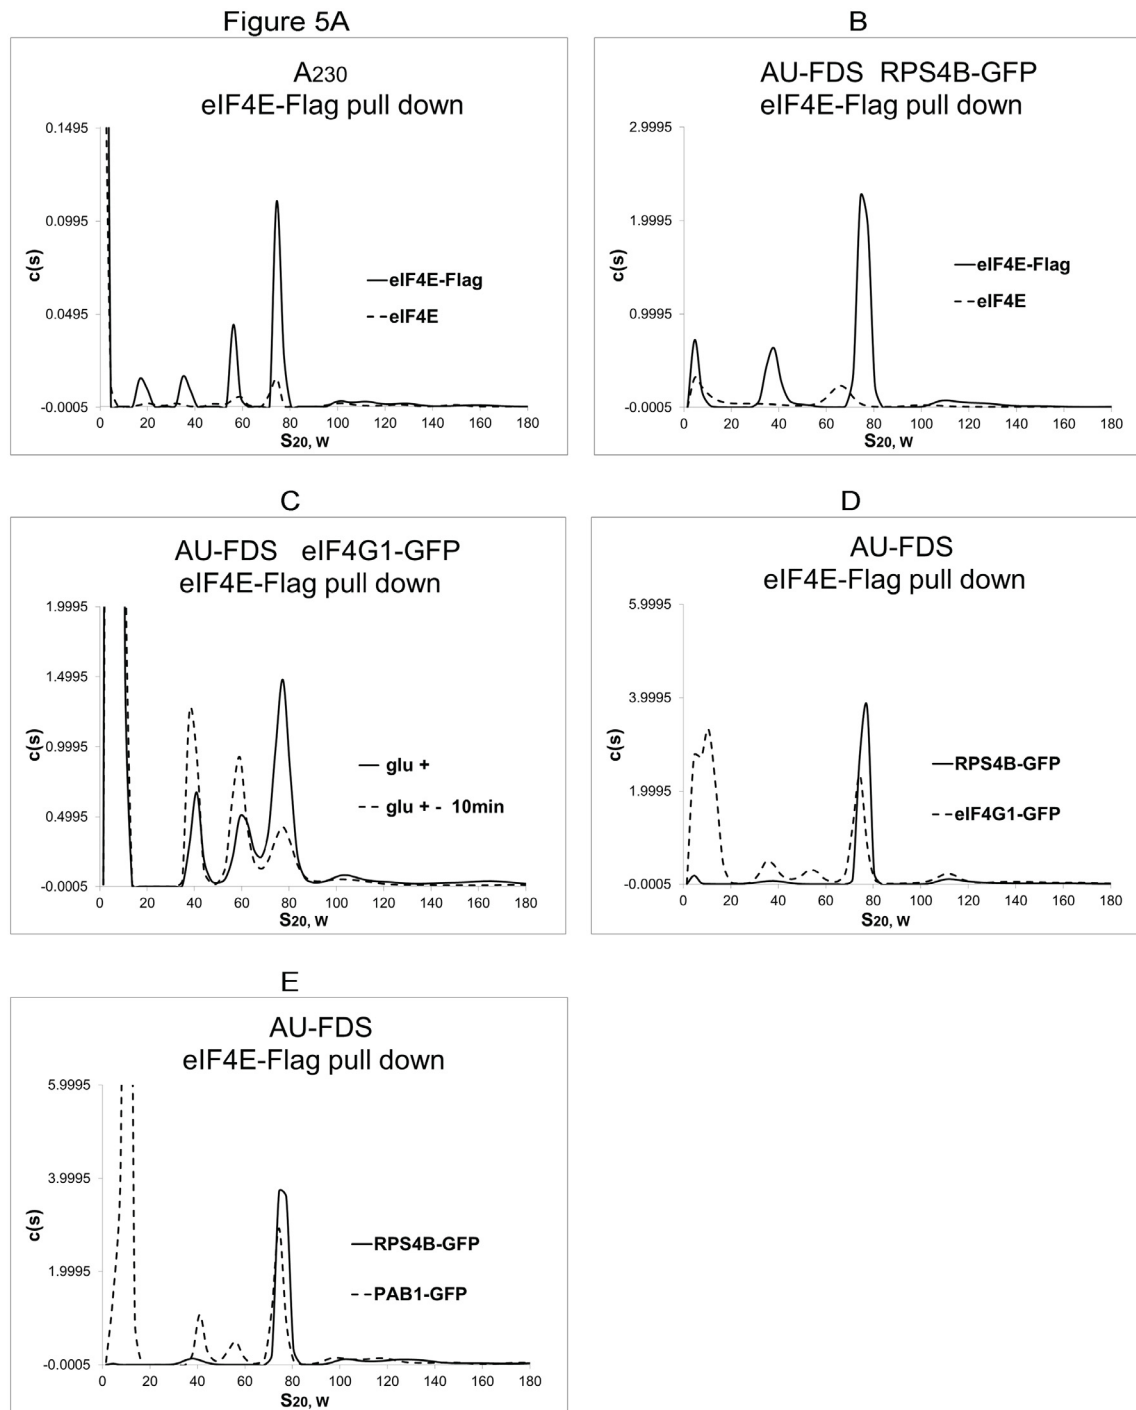 Figure 5A
A230
eIF4E-Flag pull down
0.1495
0.0995
0.0495
-0.0005
c(s)
eIF4E-Flag
eIF4E
0 20 40 60 80 100 120 140 160 180
S20, W
B
AU-FDS RPS4B-GFP
eIF4E-Flag pull down
2.9995
1.9995
0.9995
-0.0005
c(s)
eIF4E-Flag
eIF4E
0 20 40 60 80 100 120 140 160 180
S20, W
C
AU-FDS eIF4G1-GFP
eIF4E-Flag pull down
1.9995
1.4995
0.9995
0.4995
-0.0005
c(s)
glu +
glu + - 10min
0 20 40 60 80 100 120 140 160 180
S20, W
D
AU-FDS
eIF4E-Flag pull down
5.9995
3.9995
1.9995
-0.0005
c(s)
RPS4B-GFP
eIF4G1-GFP
0 20 40 60 80 100 120 140 160 180
S20, W
E
AU-FDS
eIF4E-Flag pull down
5.9995
3.9995
1.9995
-0.0005
c(s)
RPS4B-GFP
PAB1-GFP
0 20 40 60 80 100 120 140 160 180
S20, W